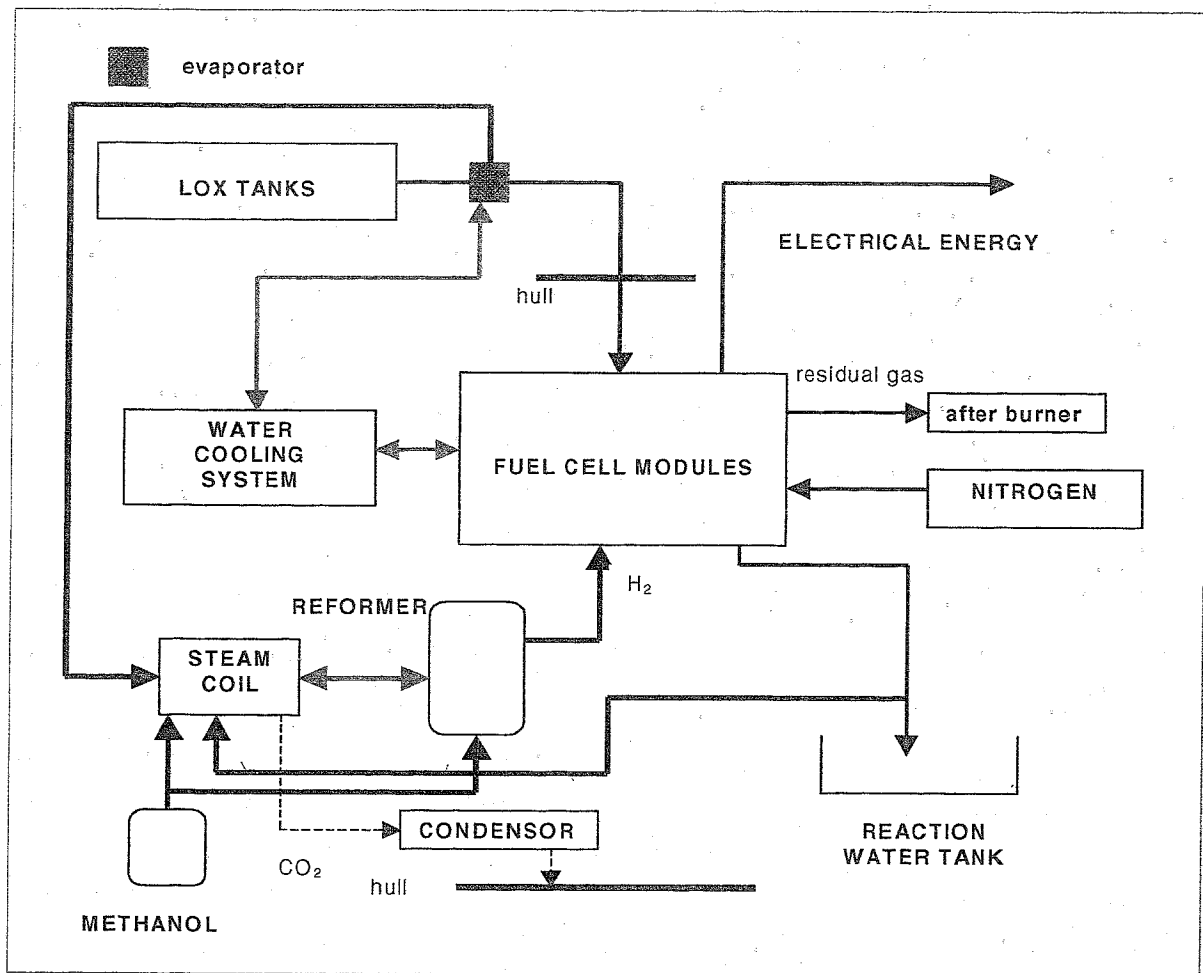 evaporator
LOX TANKS
ELECTRICAL ENERGY
hull
residual gas
after burner
WATER
COOLING
SYSTEM
FUEL CELL MODULES
NITROGEN
H₂
REFORMER
STEAM
COIL
CONDENSOR
CO₂
hull
REACTION
WATER TANK
METHANOL